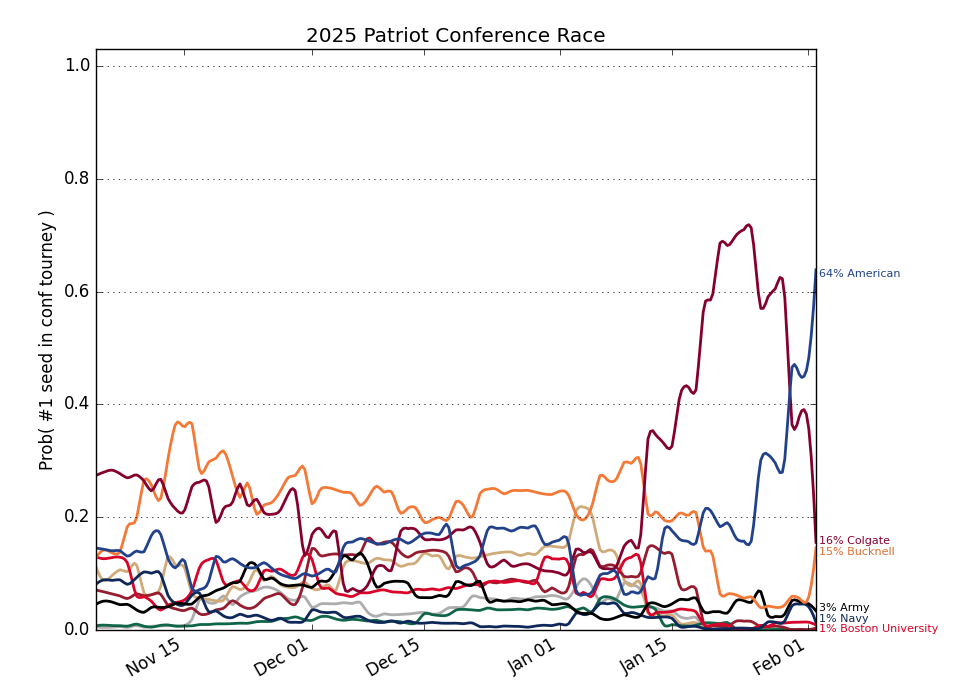 2025 Patriot Conference Race
Prob( #1 seed in conf tourney )
1.0
0.8
0.6
0.4
0.2
0.0
Nov 15
Dec 01
Dec 15
Jan 01
Jan 15
Feb 01
64% American
16% Colgate
15% Bucknell
3% Army
1% Navy
1% Boston University